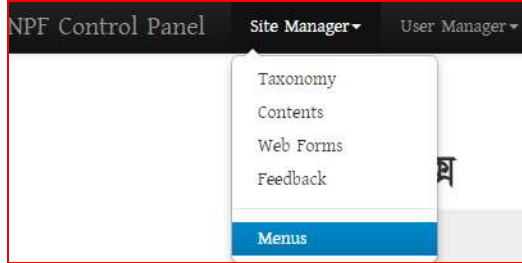 NPF Control Panel Site Manager User Manager
Taxonomy
Contents
Web Forms
Feedback
Menus